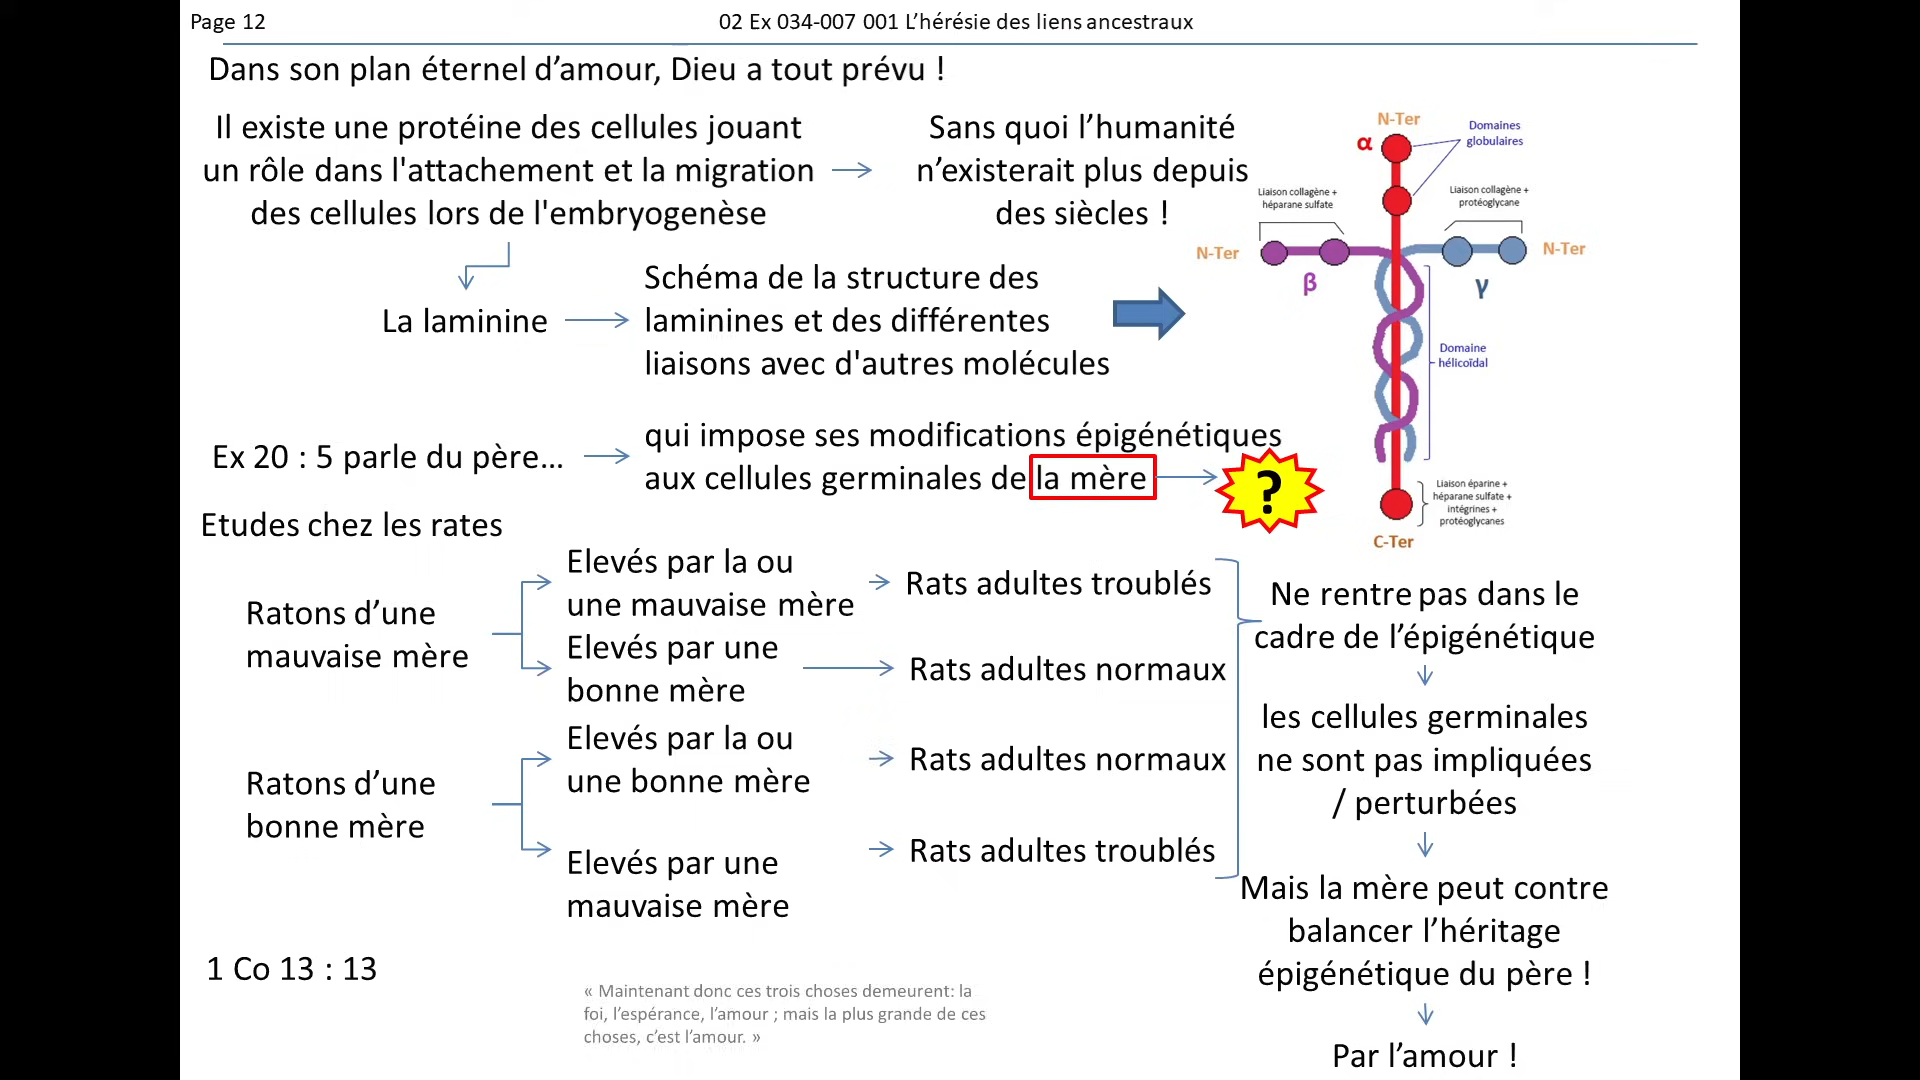 Page 12
02 Ex 034-007 001 L’hérésie des liens ancestraux
Dans son plan éternel d’amour, Dieu a tout prévu !
Il existe une protéine des cellules jouant
un rôle dans l'attachement et la migration
des cellules lors de l'embryogenèse
Sans quoi l’humanité
n’existerait plus depuis
des siècles !
La laminine
Schéma de la structure des
laminines et des différentes
liaisons avec d'autres molécules
N-Ter
α
Domaines
globulaires
Liaison collagène +
héparane sulfate
Liaison collagène +
protéoglycane
N-Ter
N-Ter
β
γ
Domaine
hélicoïdal
Liaison éparine +
héparane sulfate +
intégrines +
protéoglycanes
C-Ter
Ex 20 : 5 parle du père…
qui impose ses modifications épigénétiques
aux cellules germinales de la mère
?
Etudes chez les rates
Ratons d’une
mauvaise mère
Elevés par la ou
une mauvaise mère
Rats adultes troublés
Elevés par une
bonne mère
Rats adultes normaux
Ratons d’une
bonne mère
Elevés par la ou
une bonne mère
Rats adultes normaux
Elevés par une
mauvaise mère
Rats adultes troublés
Ne rentre pas dans le
cadre de l’épigénétique
les cellules germinales
ne sont pas impliquées
/ perturbées
Mais la mère peut contre
balancer l’héritage
épigénétique du père !
Par l’amour !
1 Co 13 : 13
« Maintenant donc ces trois choses demeurent: la
foi, l’espérance, l’amour ; mais la plus grande de ces
choses, c’est l’amour. »